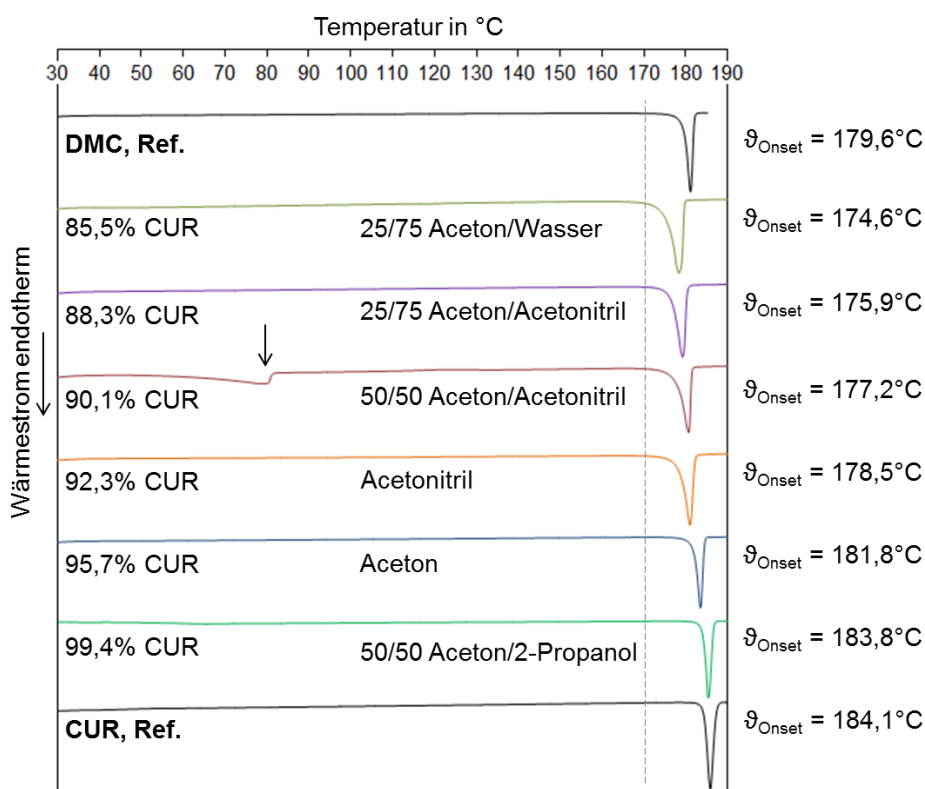 Temperatur in °C
30 40 50 60 70 80 90 100 110 120 130 140 150 160 170 180 190
DMC, Ref.
ϑOnset = 179,6°C
85,5% CUR 25/75 Aceton/Wasser
ϑOnset = 174,6°C
88,3% CUR 25/75 Aceton/Acetonitril
ϑOnset = 175,9°C
90,1% CUR 50/50 Aceton/Acetonitril
ϑOnset = 177,2°C
92,3% CUR Acetonitril
ϑOnset = 178,5°C
95,7% CUR Aceton
ϑOnset = 181,8°C
99,4% CUR 50/50 Aceton/2-Propanol
ϑOnset = 183,8°C
CUR, Ref.
ϑOnset = 184,1°C
Wärmestrom endotherm